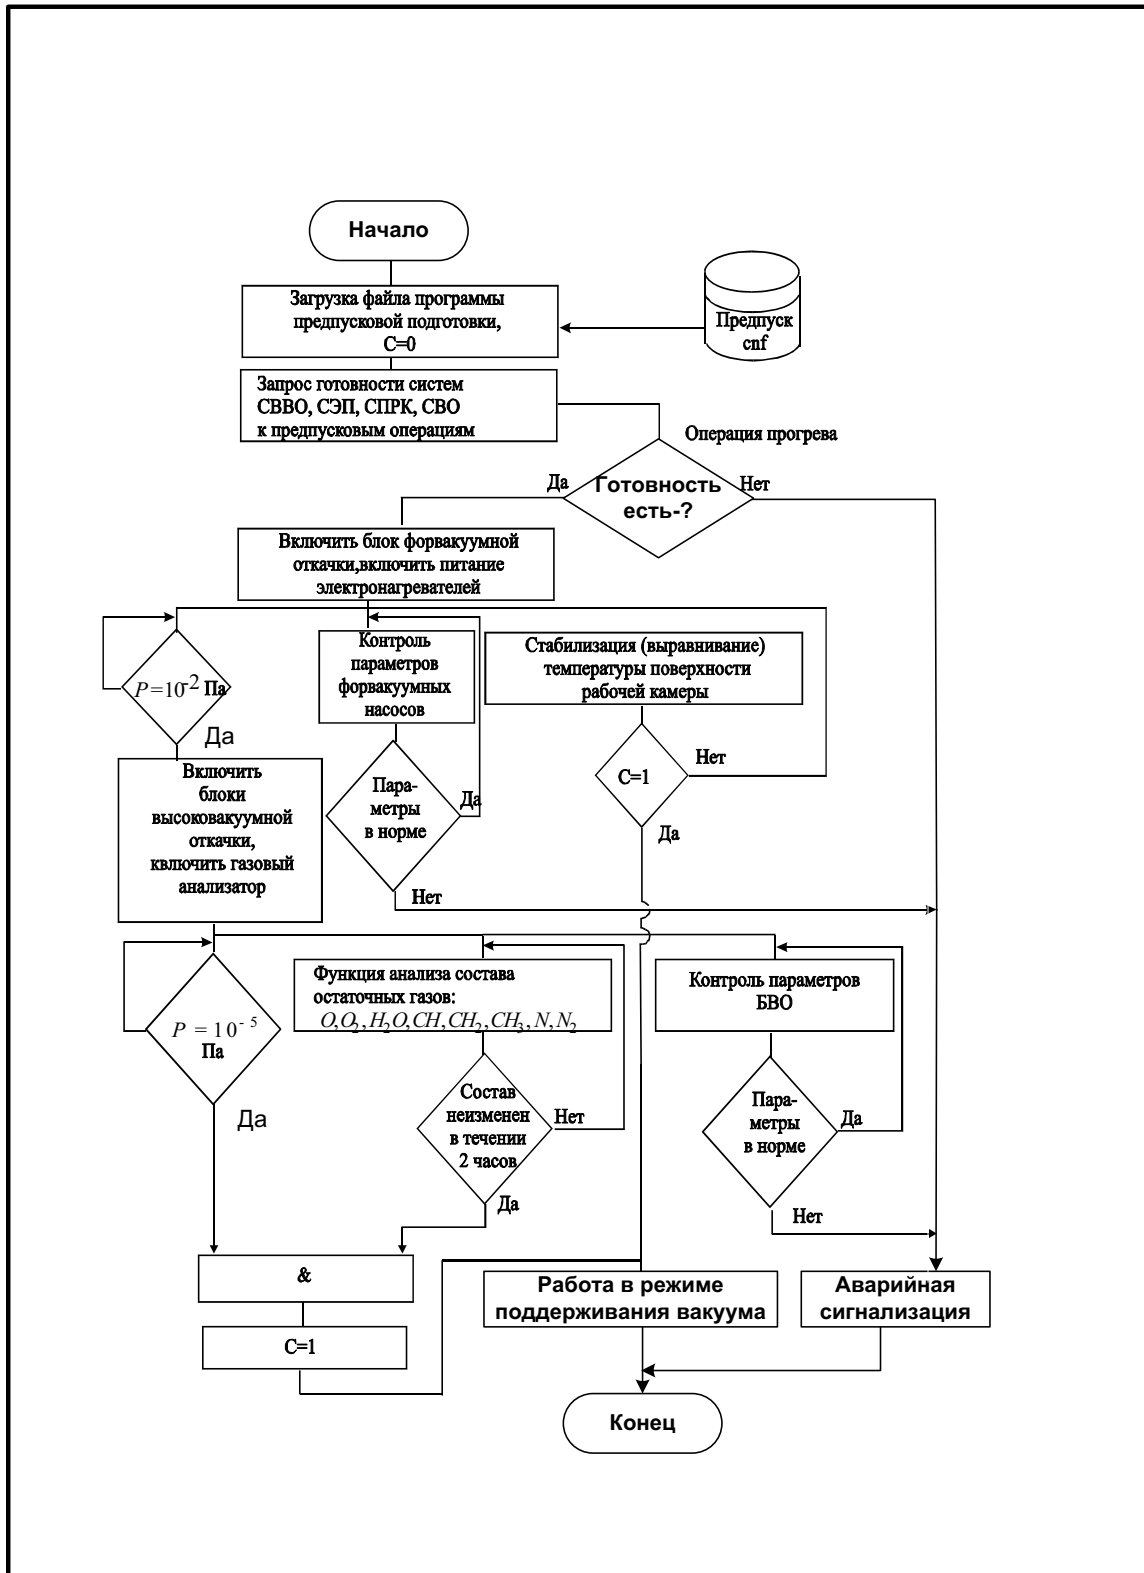 Начало
Загрузка файла программы
предпусковой подготовки,
С=0
Предпуск
cnf
Запрос готовности систем
СВВО, СЭП, СПРК, СВО
к предпусковым операциям
Операция прогрева
Да
Готовность
есть-?
Нет
Включить блок форвакуумной
откачки,включить питание
электронагревателей
P=10-2 Па
Да
Контроль
параметров
форвакуумных
насосов
Стабилизация (выравнивание)
температуры поверхности
рабочей камеры
С=1
Нет
Да
Включить
блоки
высоковакуумной
откачки,
квлючить газовый
анализатор
Пара-
метры
в норме
Да
Нет
P = 10- 5
Па
Да
Функция анализа состава
остаточных газов:
O,O2,H2O,CH,CH2,CH3,N,N2
Состав
неизменен
в течении
2 часов
Нет
Да
Контроль параметров
БВО
Пара-
метры
в норме
Да
Нет
&
С=1
Работа в режиме
поддерживания вакуума
Аварийная
сигнализация
Конец